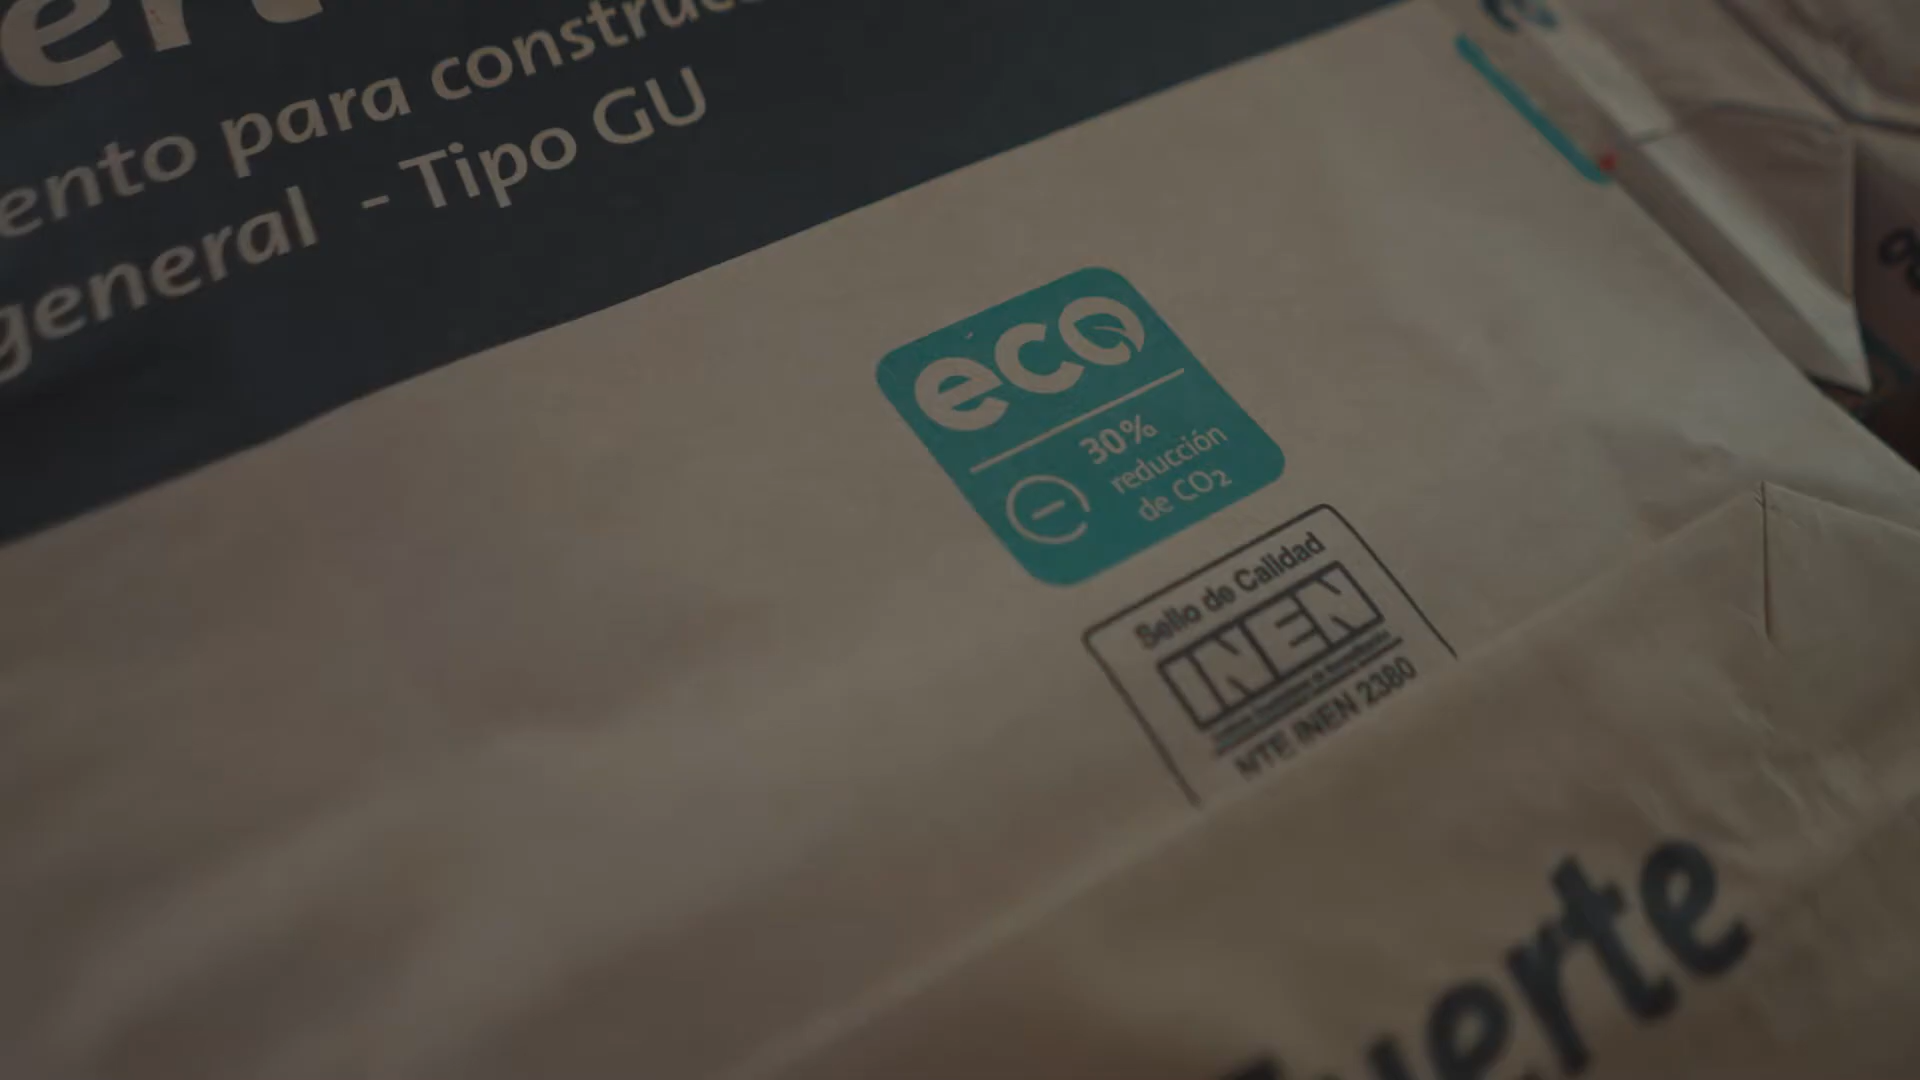 ento para construc
general - Tipo GU
eco
30%
reducción
de CO2
Sello de Calidad
INEN
NTE INEN 2380
uerte